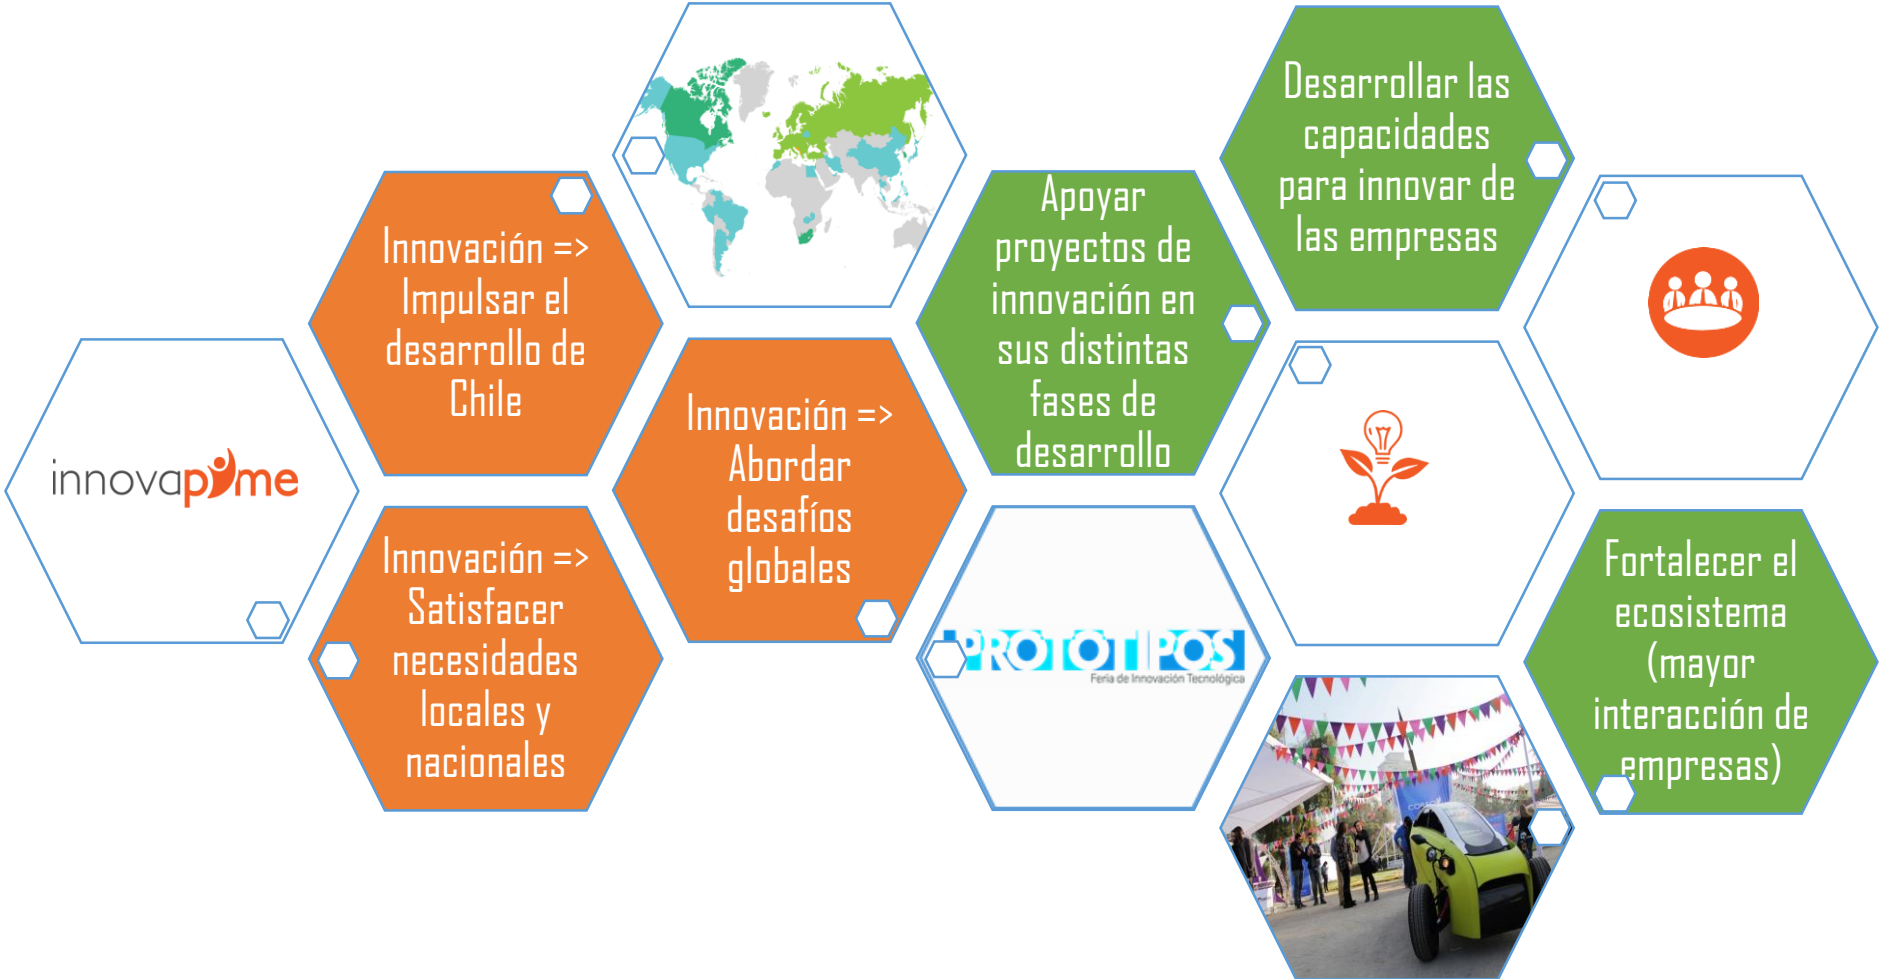 innovapyme
Innovación =>
Impulsar el
desarrollo de
Chile
Innovación =>
Satisfacer
necesidades
locales y
nacionales
Innovación =>
Abordar
desafíos
globales
Apoyar
proyectos de
innovación en
sus distintas
fases de
desarrollo
PROTOTIPOS
Feria de Innovación Tecnológica
Desarrollar las
capacidades
para innovar de
las empresas
Fortalecer el
ecosistema
(mayor
interacción de
empresas)